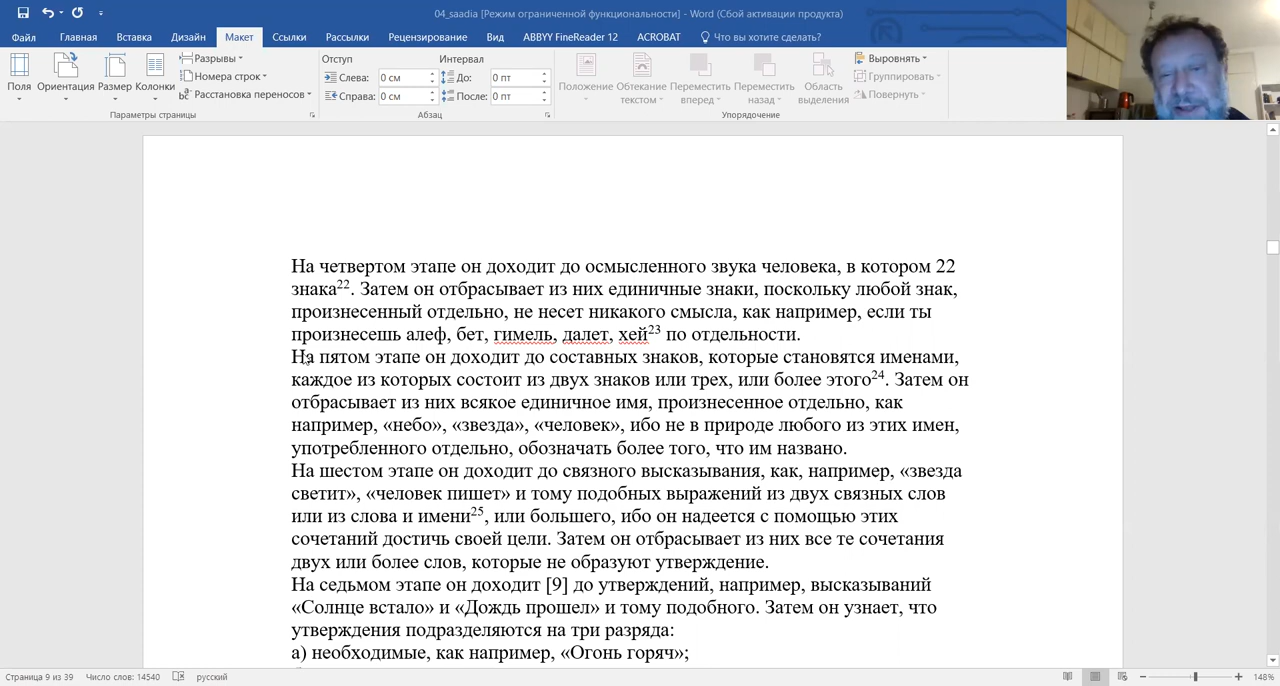 04_saadia [Режим ограниченной функциональности] - Word (Сбой активации продукта)
Файл Главная Вставка Дизайн Макет Ссылки Рассылки Рецензирование Вид ABBYY FineReader 12 ACROBAT Что вы хотите сделать?
Поля Ориентация Размер Колонки
Разрывы
Номера строк
Расстановка переносов
Параметры страницы
Отступ Интервал
Слева: 0 см До: 0 пт
Справа: 0 см После: 0 пт
Абзац
Положение Обтекание текстом Переместить вперед Переместить назад Область выделения
Выровнять
Группировать
Повернуть
Упорядочение
На четвертом этапе он доходит до осмысленного звука человека, в котором 22
знака22. Затем он отбрасывает из них единичные знаки, поскольку любой знак,
произнесенный отдельно, не несет никакого смысла, как например, если ты
произнесешь алеф, бет, гимель, далет, хей23 по отдельности.
На пятом этапе он доходит до составных знаков, которые становятся именами,
каждое из которых состоит из двух знаков или трех, или более этого24. Затем он
отбрасывает из них всякое единичное имя, произнесенное отдельно, как
например, «небо», «звезда», «человек», ибо не в природе любого из этих имен,
употребленного отдельно, обозначать более того, что им названо.
На шестом этапе он доходит до связного высказывания, как, например, «звезда
светит», «человек пишет» и тому подобных выражений из двух связных слов
или из слова и имени25, или большего, ибо он надеется с помощью этих
сочетаний достичь своей цели. Затем он отбрасывает из них все те сочетания
двух или более слов, которые не образуют утверждение.
На седьмом этапе он доходит [9] до утверждений, например, высказываний
«Солнце встало» и «Дождь прошел» и тому подобного. Затем он узнает, что
утверждения подразделяются на три разряда:
а) необходимые, как например, «Огонь горяч»;
Страница 9 из 39 Число слов: 14540 русский 148%